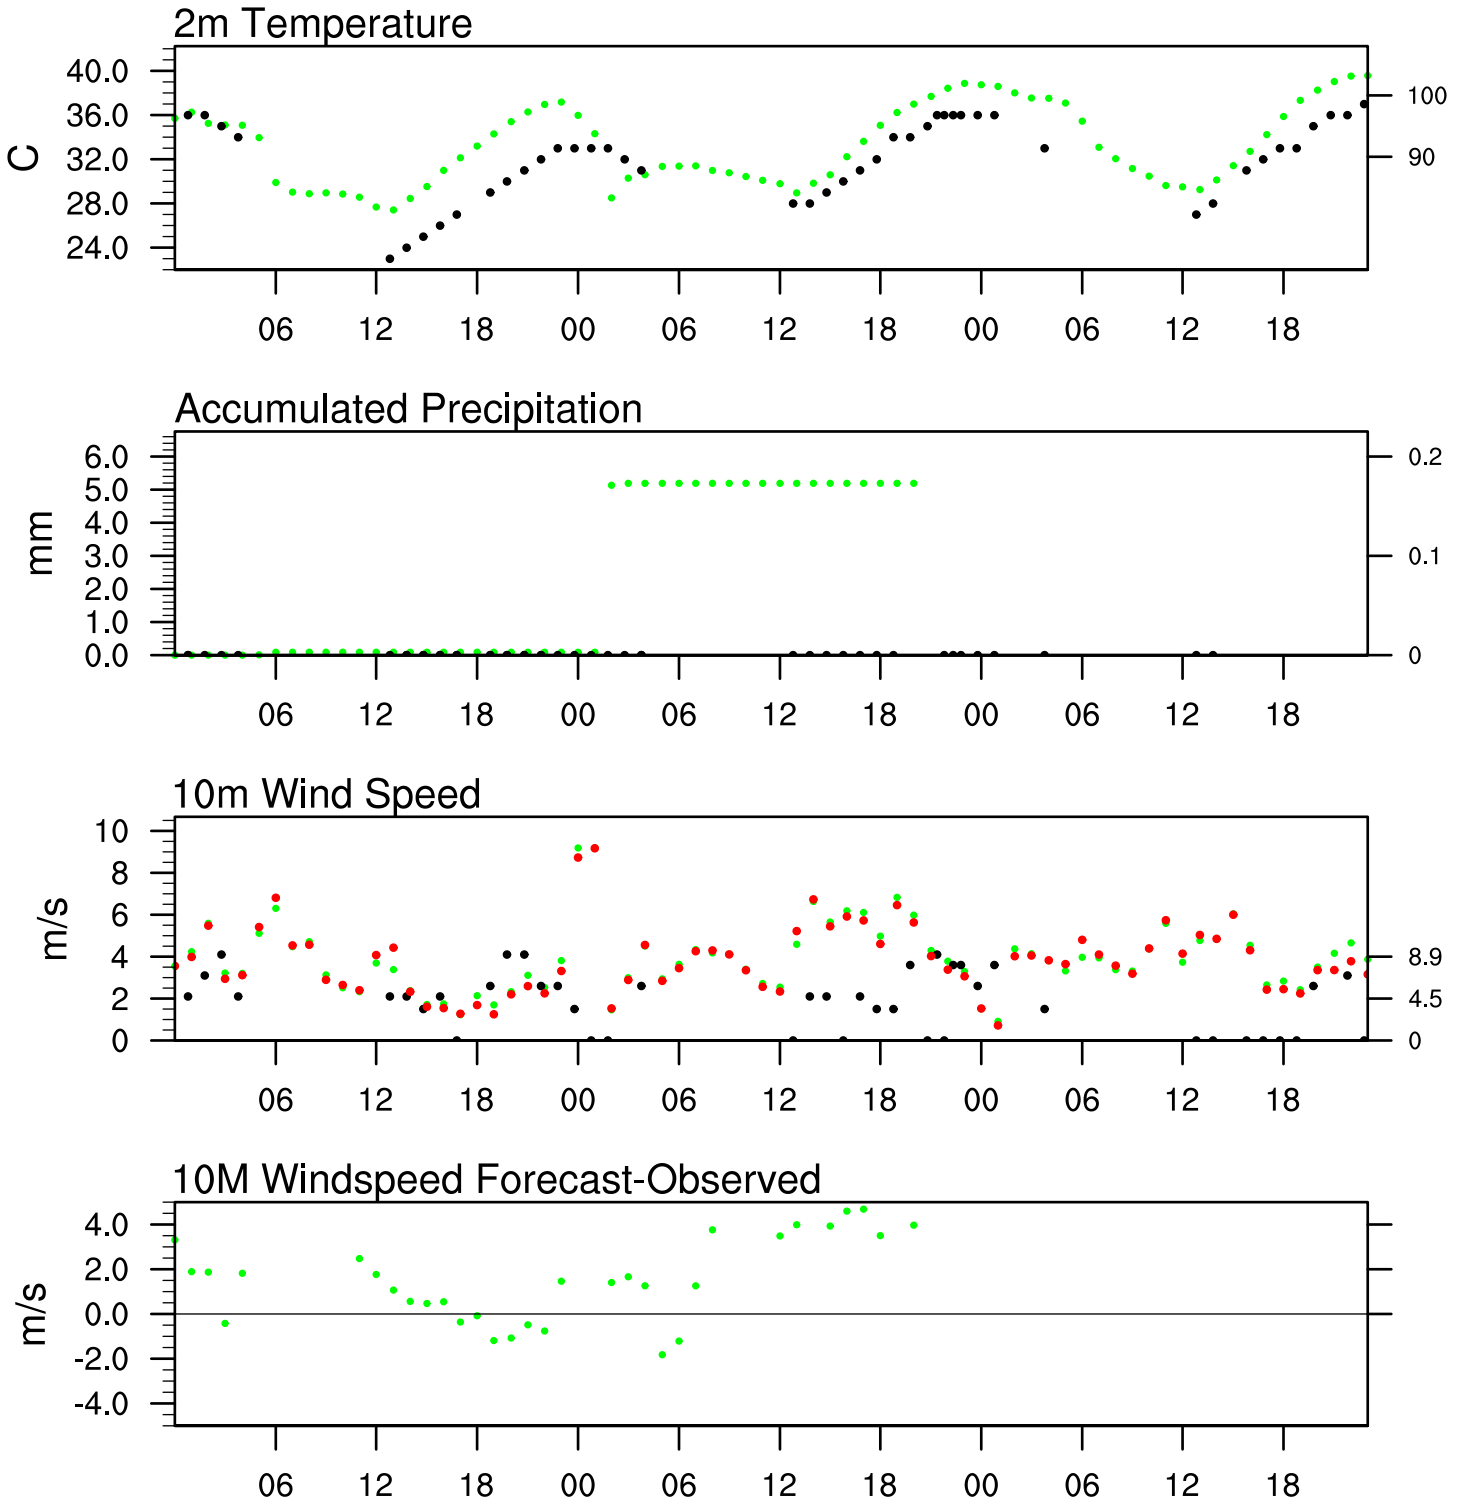 2m Temperature
40.0
36.0
32.0
28.0
24.0
C
100
90
06 12 18 00 06 12 18 00 06 12 18
Accumulated Precipitation
6.0
5.0
4.0
3.0
2.0
1.0
0.0
mm
0.2
0.1
0
06 12 18 00 06 12 18 00 06 12 18
10m Wind Speed
10
8
6
4
2
0
m/s
8.9
4.5
0
06 12 18 00 06 12 18 00 06 12 18
10M Windspeed Forecast-Observed
4.0
2.0
0.0
-2.0
-4.0
m/s
06 12 18 00 06 12 18 00 06 12 18